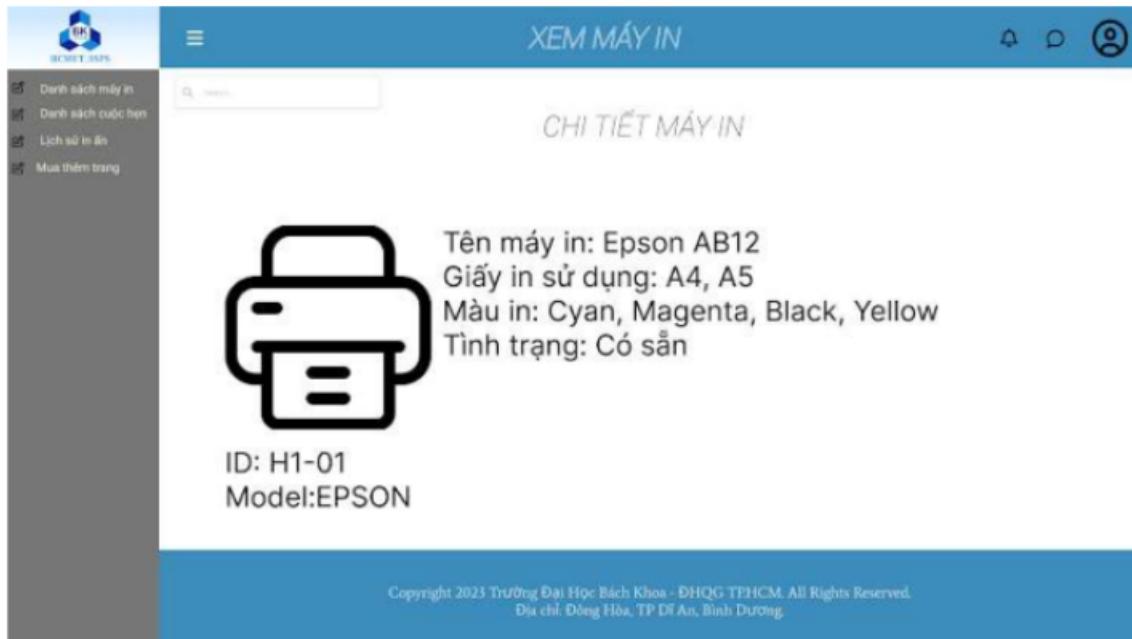 BK
XEM MÁY IN
Danh sách máy in
Danh sách cuộc hẹn
Lịch sử in ấn
Mua thêm trang
CHI TIẾT MÁY IN
Tên máy in: Epson AB12
Giấy in sử dụng: A4, A5
Màu in: Cyan, Magenta, Black, Yellow
Tình trạng: Có sẵn
ID: H1-01
Model:EPSON
Copyright 2023 Trường Đại Học Bách Khoa - ĐHQG TP.HCM. All Rights Reserved.
Địa chỉ: Đông Hòa, TP Dĩ An, Bình Dương.